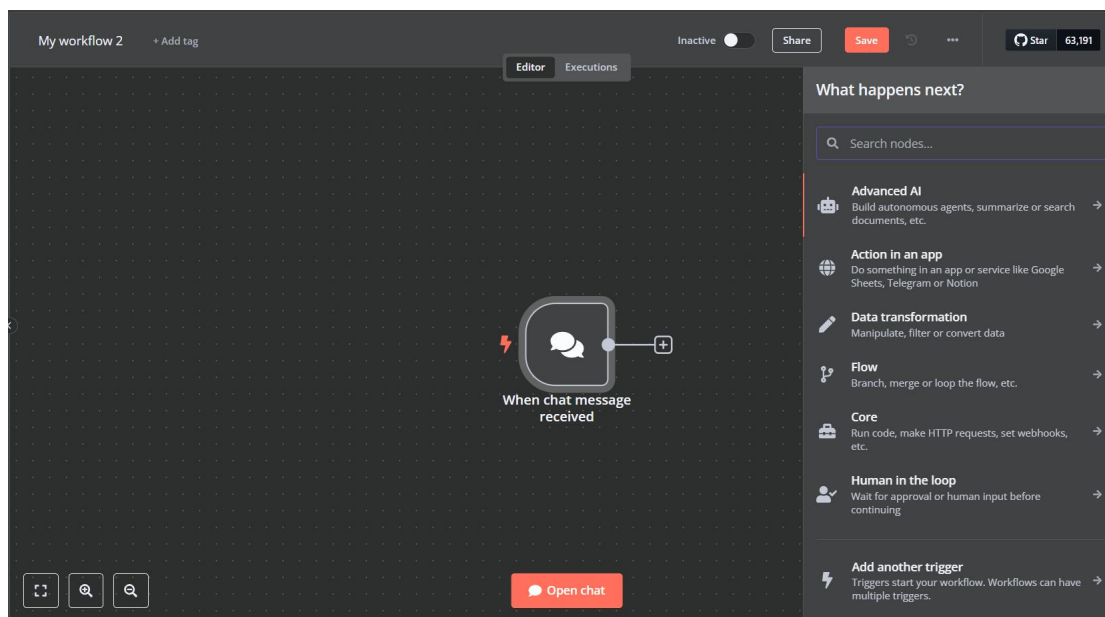 My workflow 2
+ Add tag
Inactive
Share
Save
Star 63,191
Editor
Executions
What happens next?
Search nodes...
Advanced AI
Build autonomous agents, summarize or search
documents, etc.
Action in an app
Do something in an app or service like Google
Sheets, Telegram or Notion
Data transformation
Manipulate, filter or convert data
Flow
Branch, merge or loop the flow, etc.
Core
Run code, make HTTP requests, set webhooks,
etc.
Human in the loop
Wait for approval or human input before
continuing
Add another trigger
Triggers start your workflow. Workflows can have
multiple triggers.
When chat message
received
Open chat